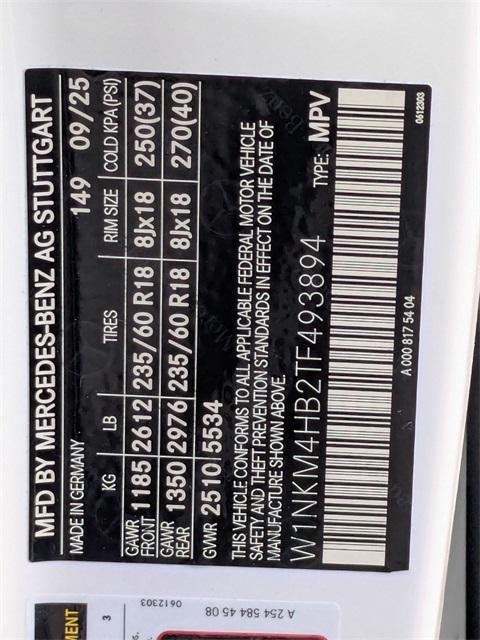 MFD BY MERCEDES-BENZ AG STUTTGART
MADE IN GERMANY 149 09/25
KG LB TIRES RIM SIZE COLD KPA(PSI)
GAWR FRONT 1185 2612 235/60 R18 8Jx18 250(37)
GAWR REAR 1350 2976 235/60 R18 8Jx18 270(40)
GVWR 2510 5534
THIS VEHICLE CONFORMS TO ALL APPLICABLE FEDERAL MOTOR VEHICLE
SAFETY AND THEFT PREVENTION STANDARDS IN EFFECT ON THE DATE OF
MANUFACTURE SHOWN ABOVE.
W1NKM4HB2TF493894 TYPE: MPV
A 000 817 54 04
0612303
A 254 584 45 08
0612303
3